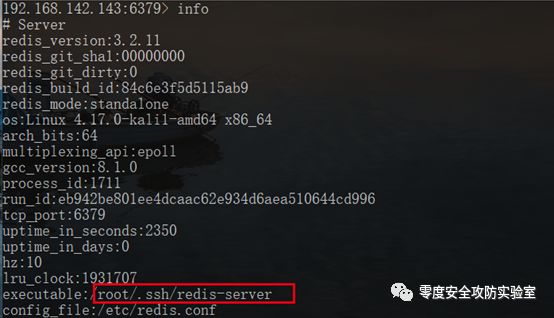 192.168.142.143:6379> info
# Server
redis_version:3.2.11
redis_git_sha1:00000000
redis_git_dirty:0
redis_build_id:84c6e3f5d5115ab9
redis_mode:standalone
os:Linux 4.17.0-kali1-amd64 x86_64
arch_bits:64
multiplexing_api:epoll
gcc_version:8.1.0
process_id:1711
run_id:eb942be801ee4dcaac62e934d6aea510644cd996
tcp_port:6379
uptime_in_seconds:2350
uptime_in_days:0
hz:10
lru_clock:1931707
executable:/root/.ssh/redis-server
config_file:/etc/redis.conf
零度安全攻防实验室